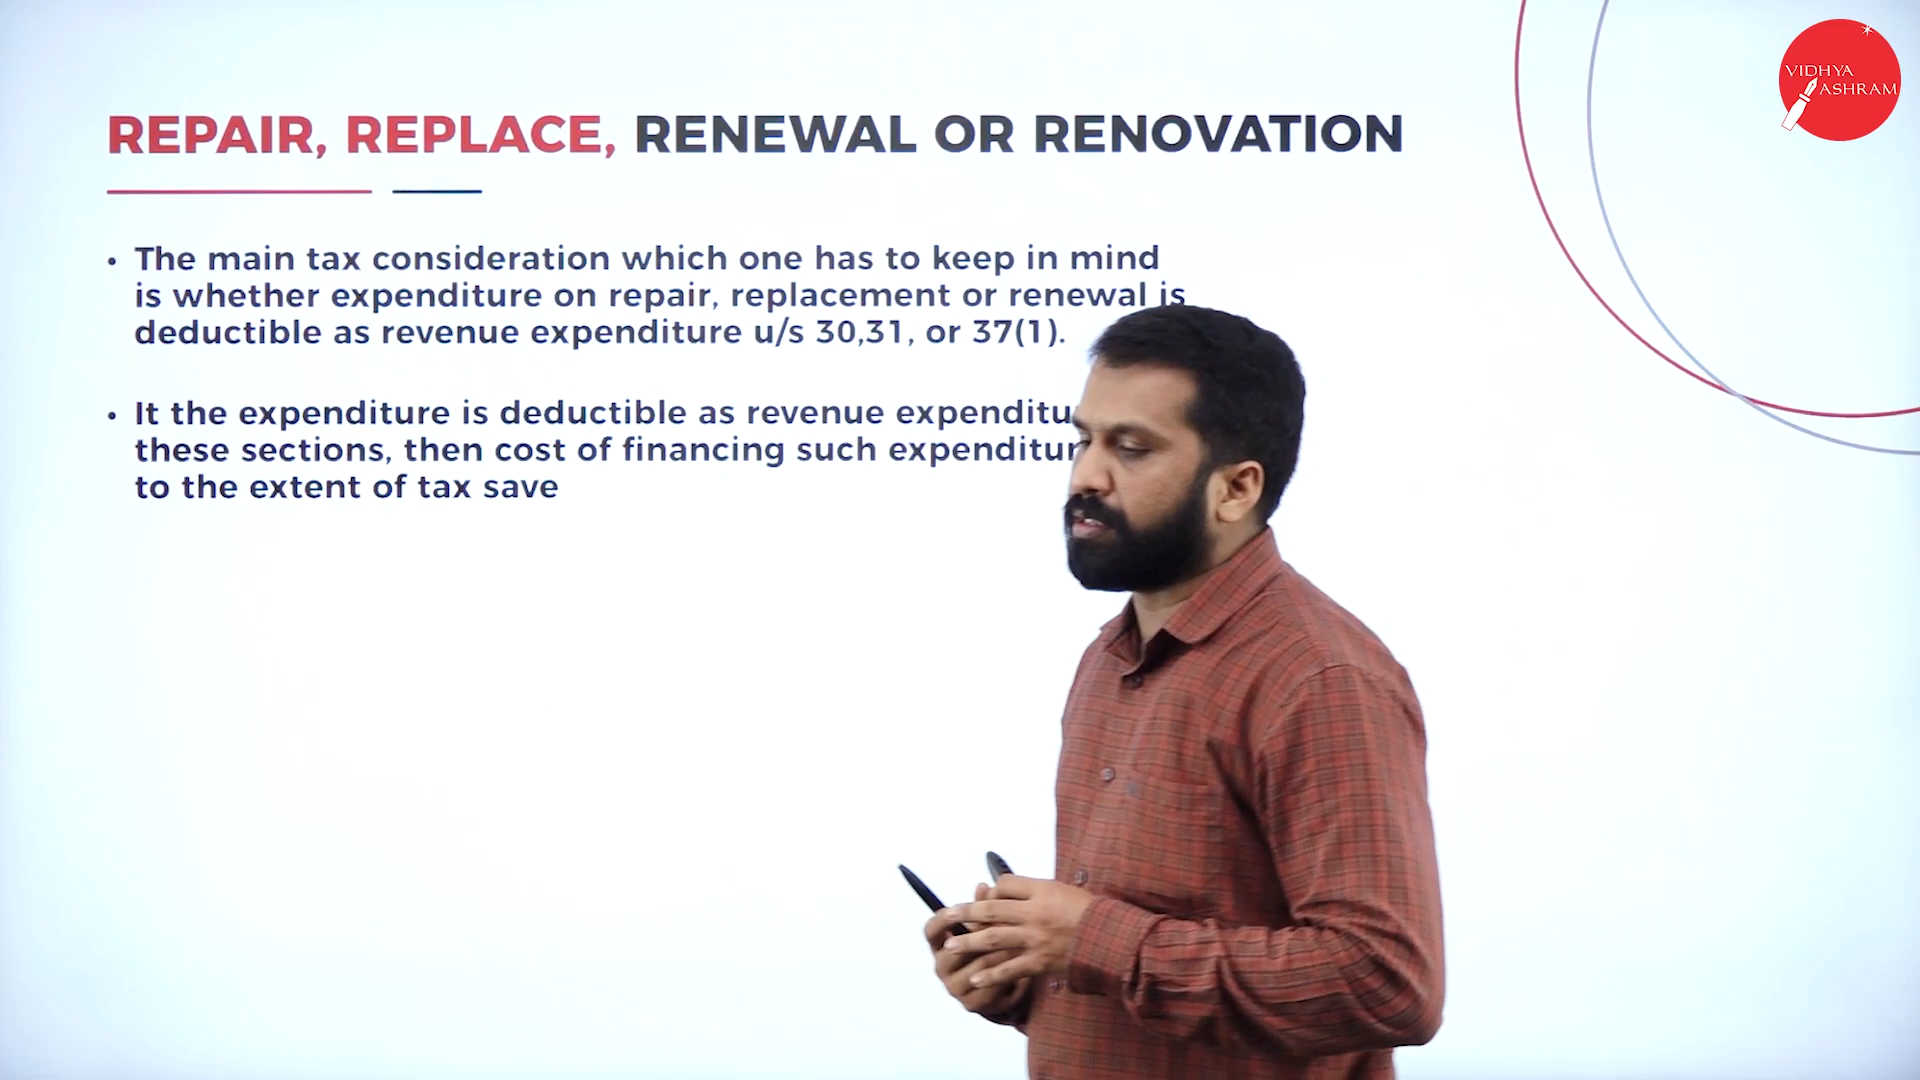 VIDHYA
ASHRAM
REPAIR, REPLACE, RENEWAL OR RENOVATION
• The main tax consideration which one has to keep in mind
is whether expenditure on repair, replacement or renewal is
deductible as revenue expenditure u/s 30,31, or 37(1).
• It the expenditure is deductible as revenue
these sections, then cost of financing such
to the extent of tax save